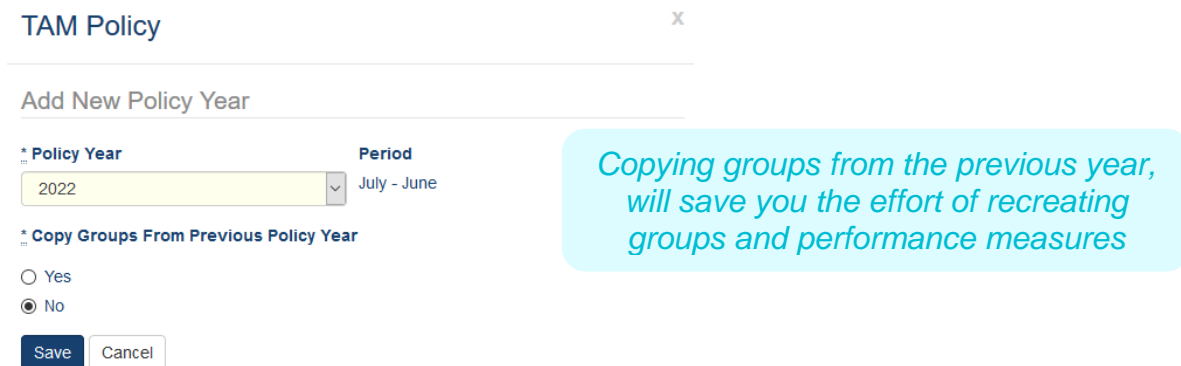 TAM Policy
x
Add New Policy Year
* Policy Year
Period
2022
July - June
* Copy Groups From Previous Policy Year
Yes
No
Save
Cancel
Copying groups from the previous year,
will save you the effort of recreating
groups and performance measures